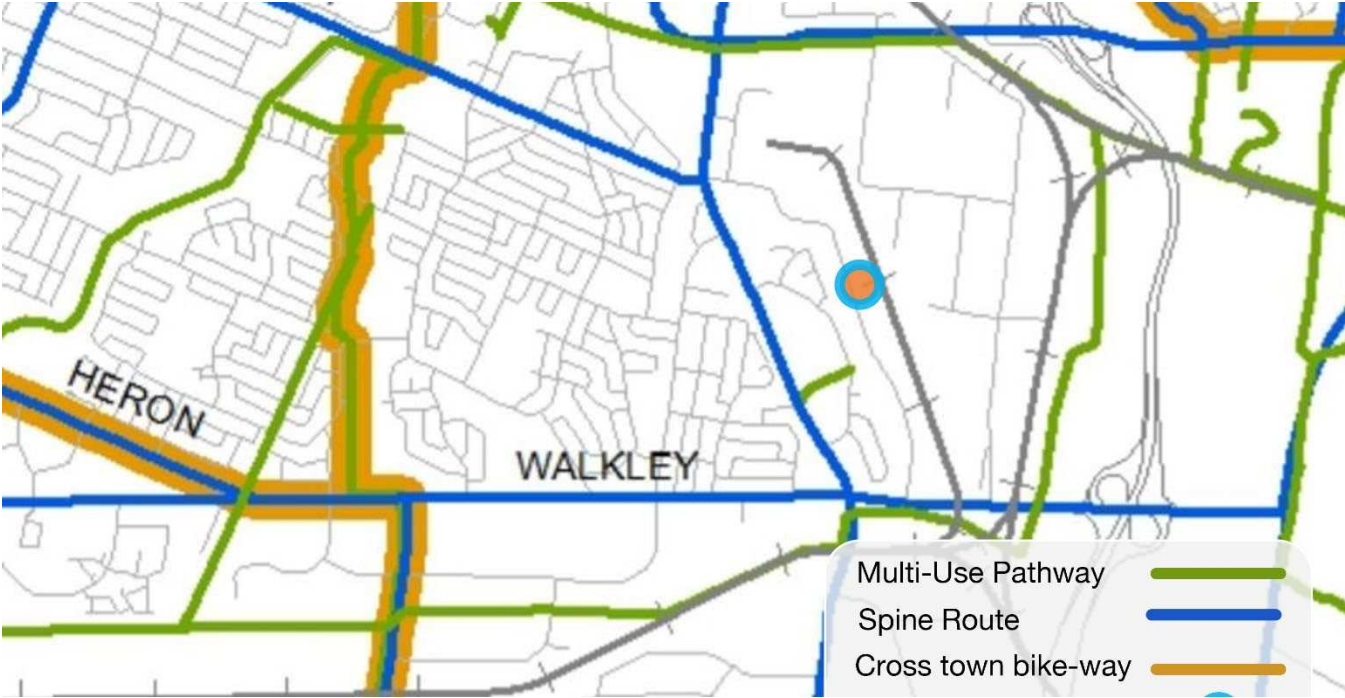 HERON
WALKLEY
Multi-Use Pathway
Spine Route
Cross town bike-way